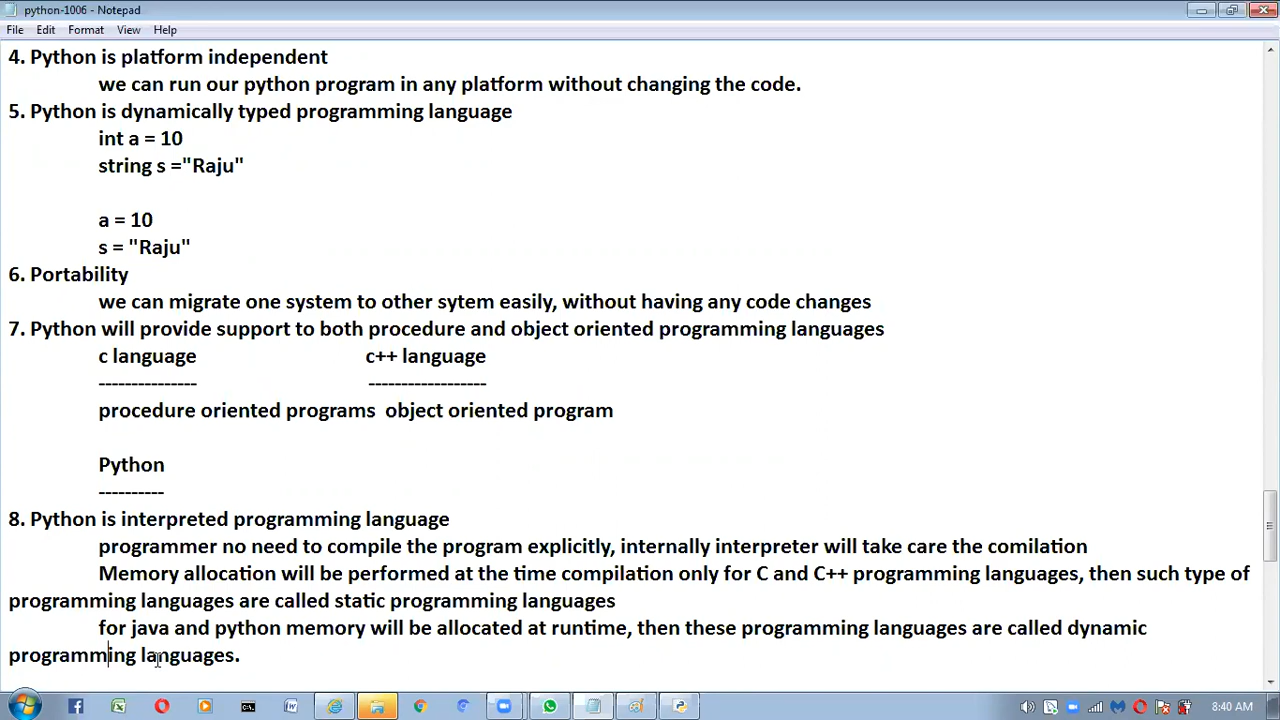 python-1006 - Notepad
File Edit Format View Help
4. Python is platform independent
we can run our python program in any platform without changing the code.
5. Python is dynamically typed programming language
int a = 10
string s ="Raju"
a = 10
s = "Raju"
6. Portability
we can migrate one system to other sytem easily, without having any code changes
7. Python will provide support to both procedure and object oriented programming languages
c language c++ language
--------------- ------------------
procedure oriented programs object oriented program
Python
----------
8. Python is interpreted programming language
programmer no need to compile the program explicitly, internally interpreter will take care the comilation
Memory allocation will be performed at the time compilation only for C and C++ programming languages, then such type of
programming languages are called static programming languages
for java and python memory will be allocated at runtime, then these programming languages are called dynamic
programming languages.
8:40 AM